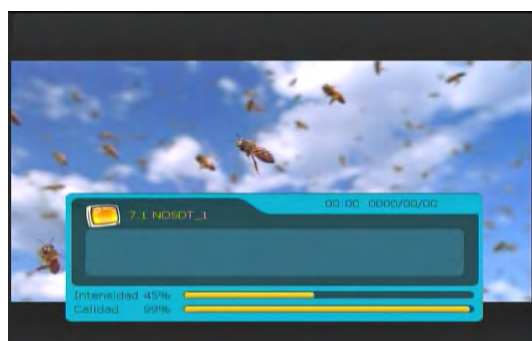 00:00 0000/00/00
7.1 NOSDT_1
Intensidad 45%
Calidad 99%